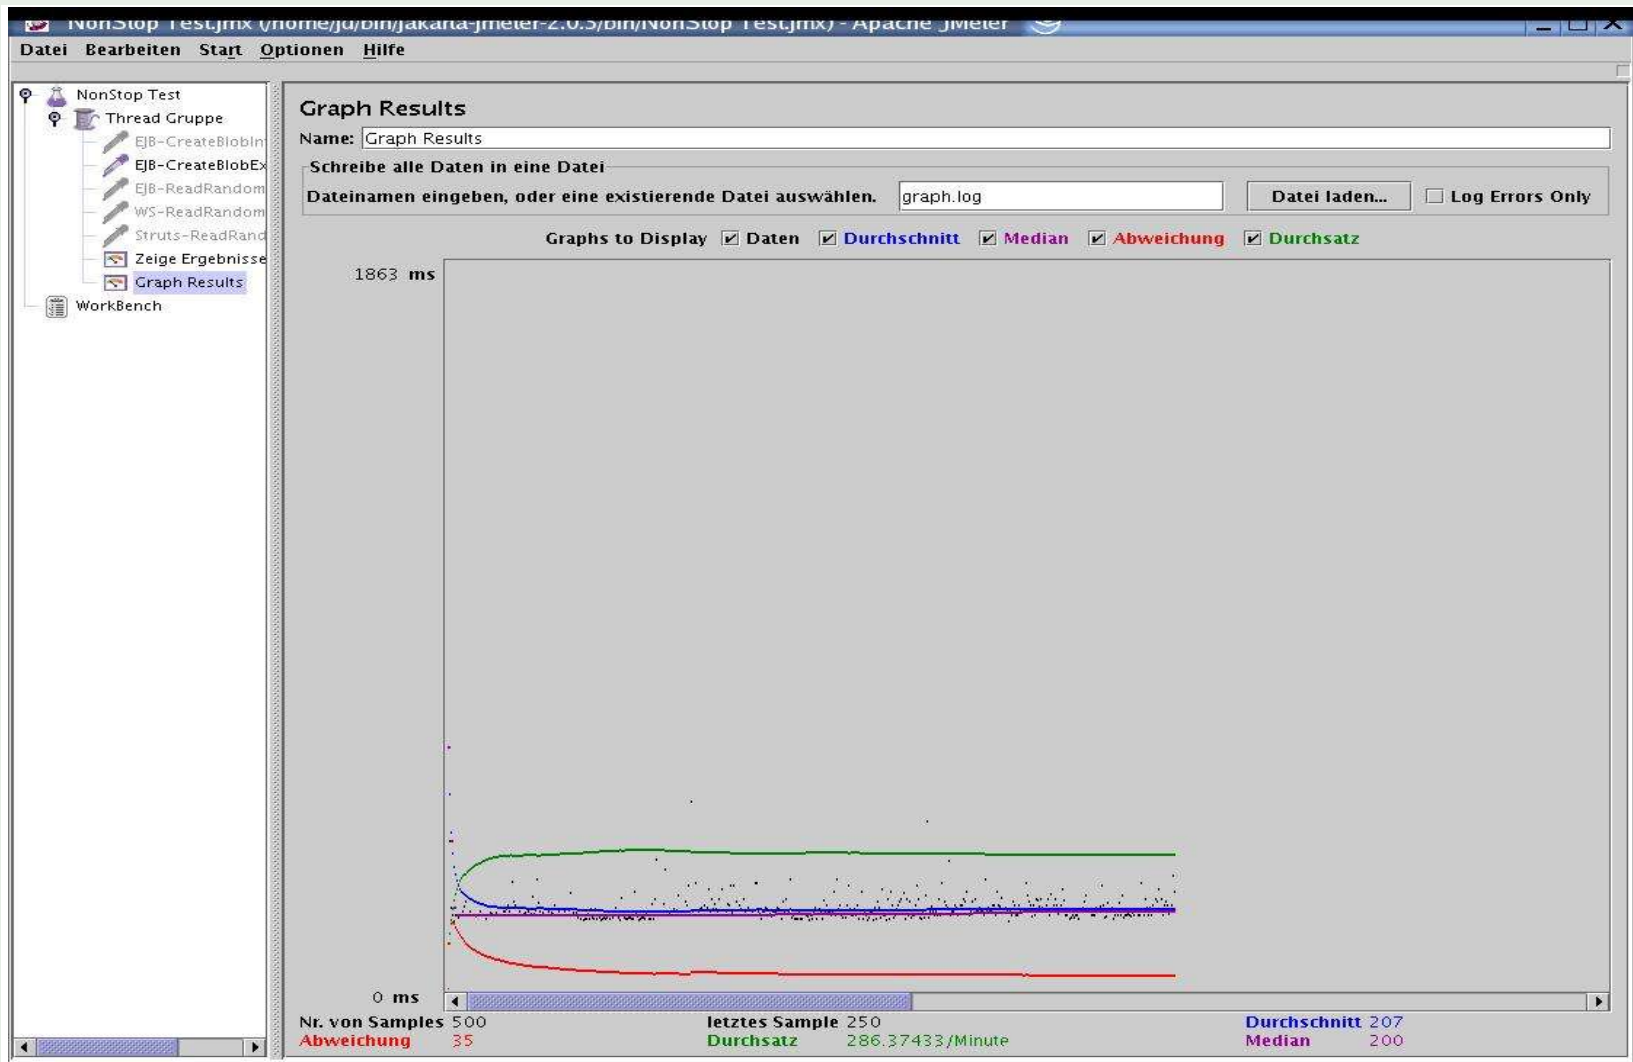 NonStop Test.jmx (/home/jd/bin/jakarta-jmeter-2.0.3/bin/NonStop Test.jmx) - Apache JMeter
Datei Bearbeiten Start Optionen Hilfe
NonStop Test
Thread Gruppe
EJB-CreateBlobIn
EJB-CreateBlobEx
EJB-ReadRandom
WS-ReadRandom
Struts-ReadRand
Zeige Ergebnisse
Graph Results
WorkBench
Graph Results
Name: Graph Results
Schreibe alle Daten in eine Datei
Dateinamen eingeben, oder eine existierende Datei auswählen. graph.log Datei laden... Log Errors Only
Graphs to Display Daten Durchschnitt Median Abweichung Durchsatz
1863 ms
0 ms
Nr. von Samples 500 letztes Sample 250 Durchschnitt 207
Abweichung 35 Durchsatz 286.37433/Minute Median 200